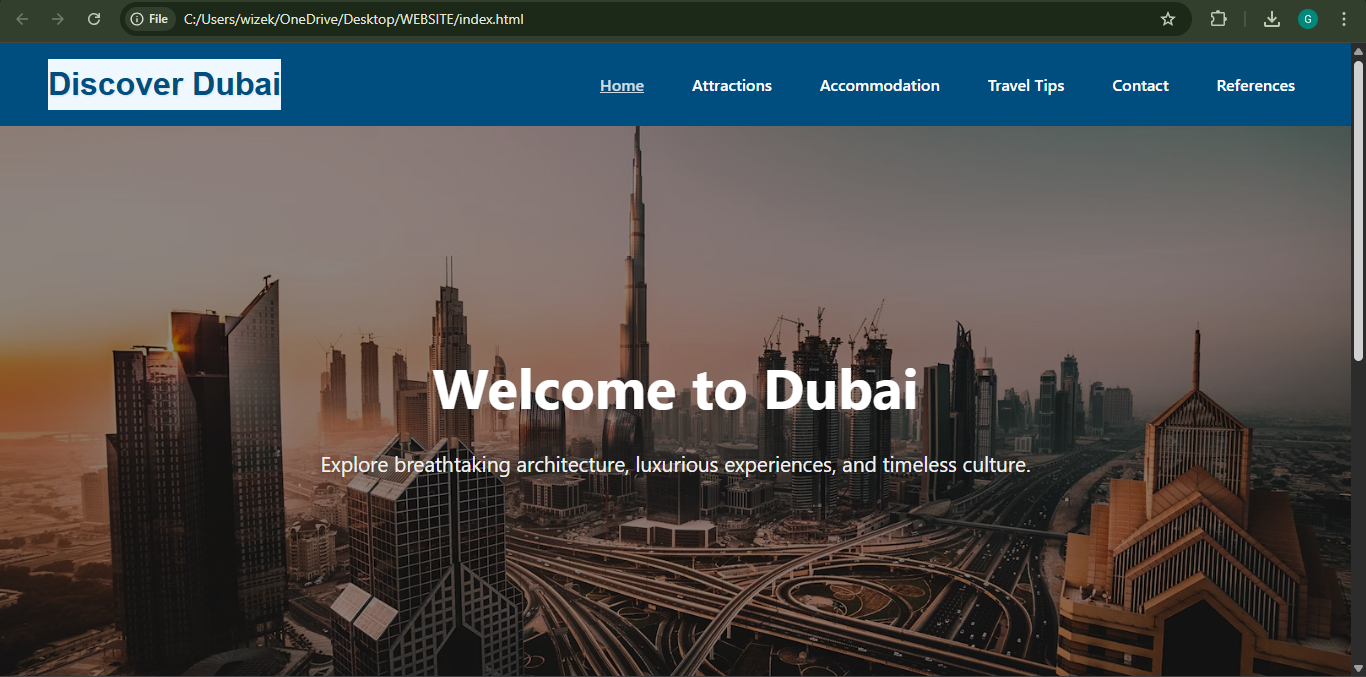 File C:/Users/wizek/OneDrive/Desktop/WEBSITE/index.html G
Discover Dubai Home Attractions Accommodation Travel Tips Contact References
Welcome to Dubai
Explore breathtaking architecture, luxurious experiences, and timeless culture.